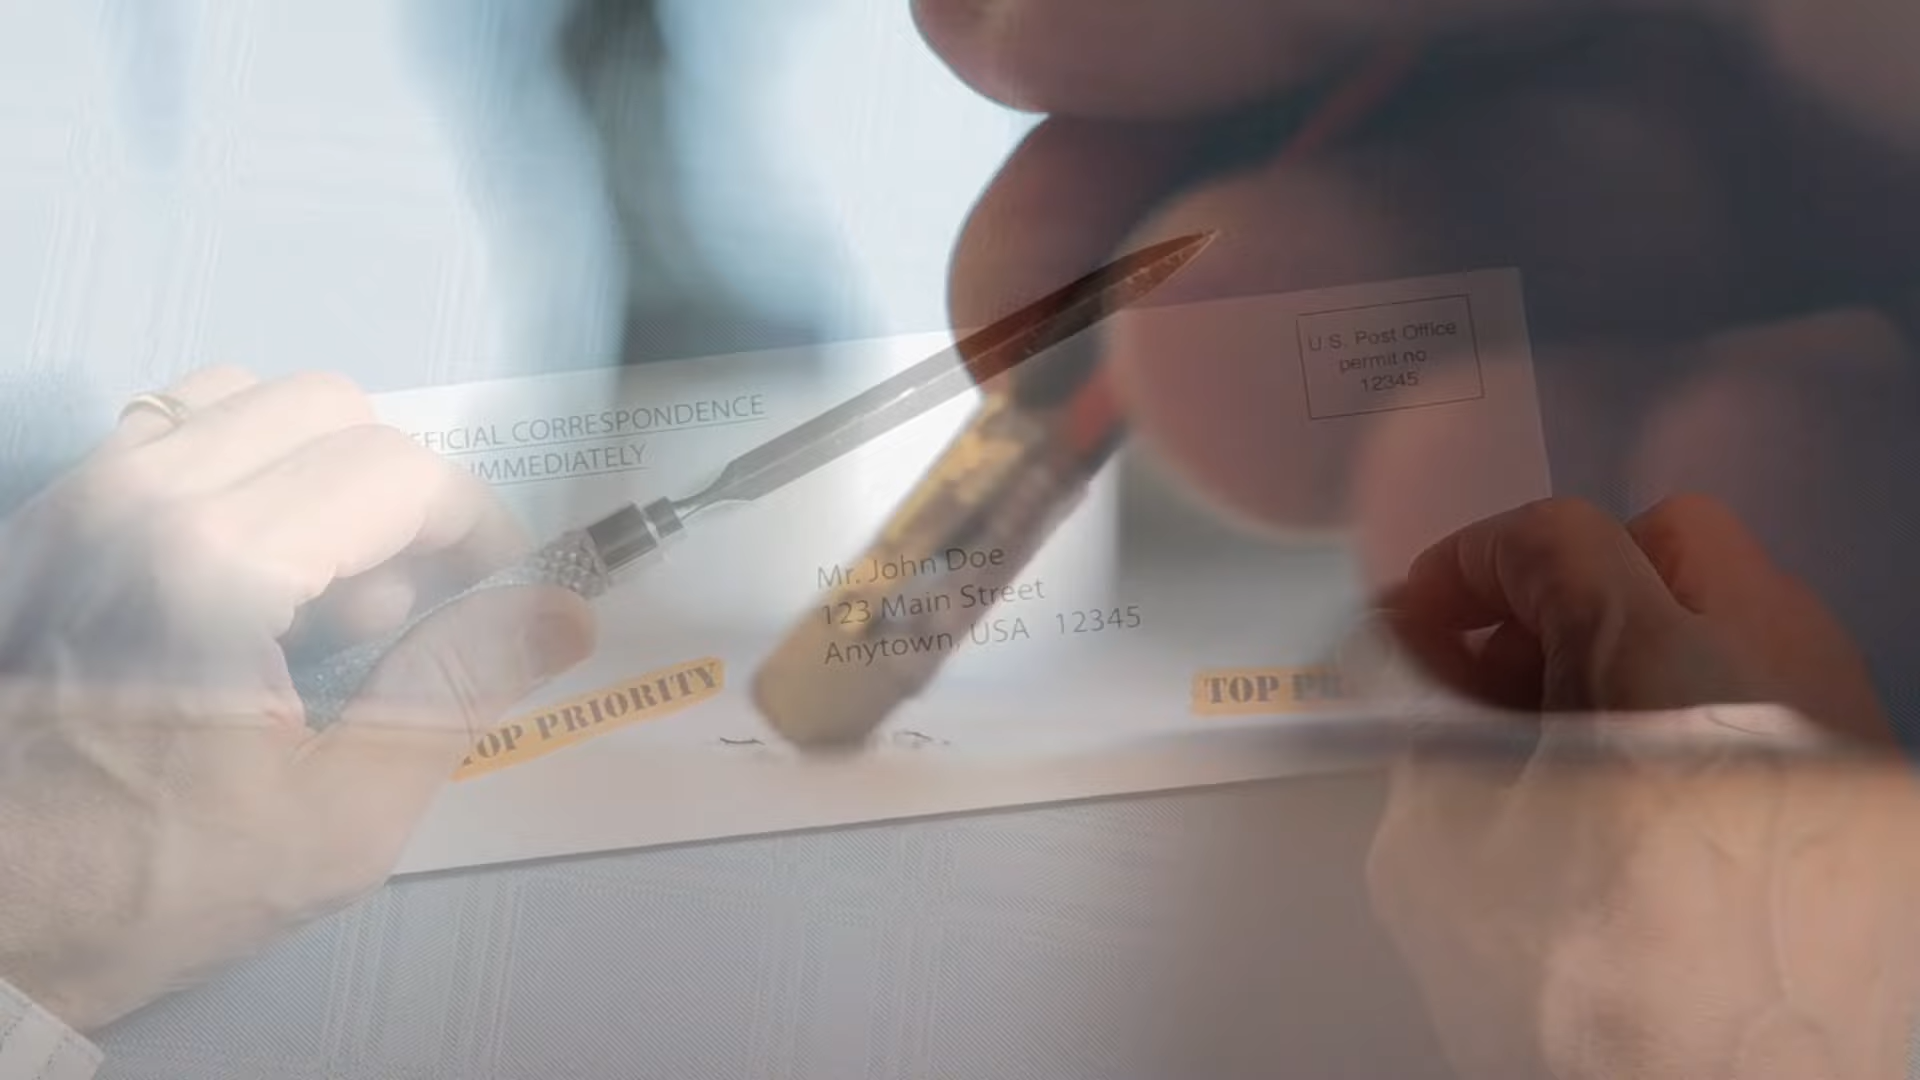 FFICIAL CORRESPONDENCE
IMMEDIATELY
U.S. Post Office
permit no
12345
Mr. John Doe
123 Main Street
Anytown, USA 12345
TOP PRIORITY
TOP PR